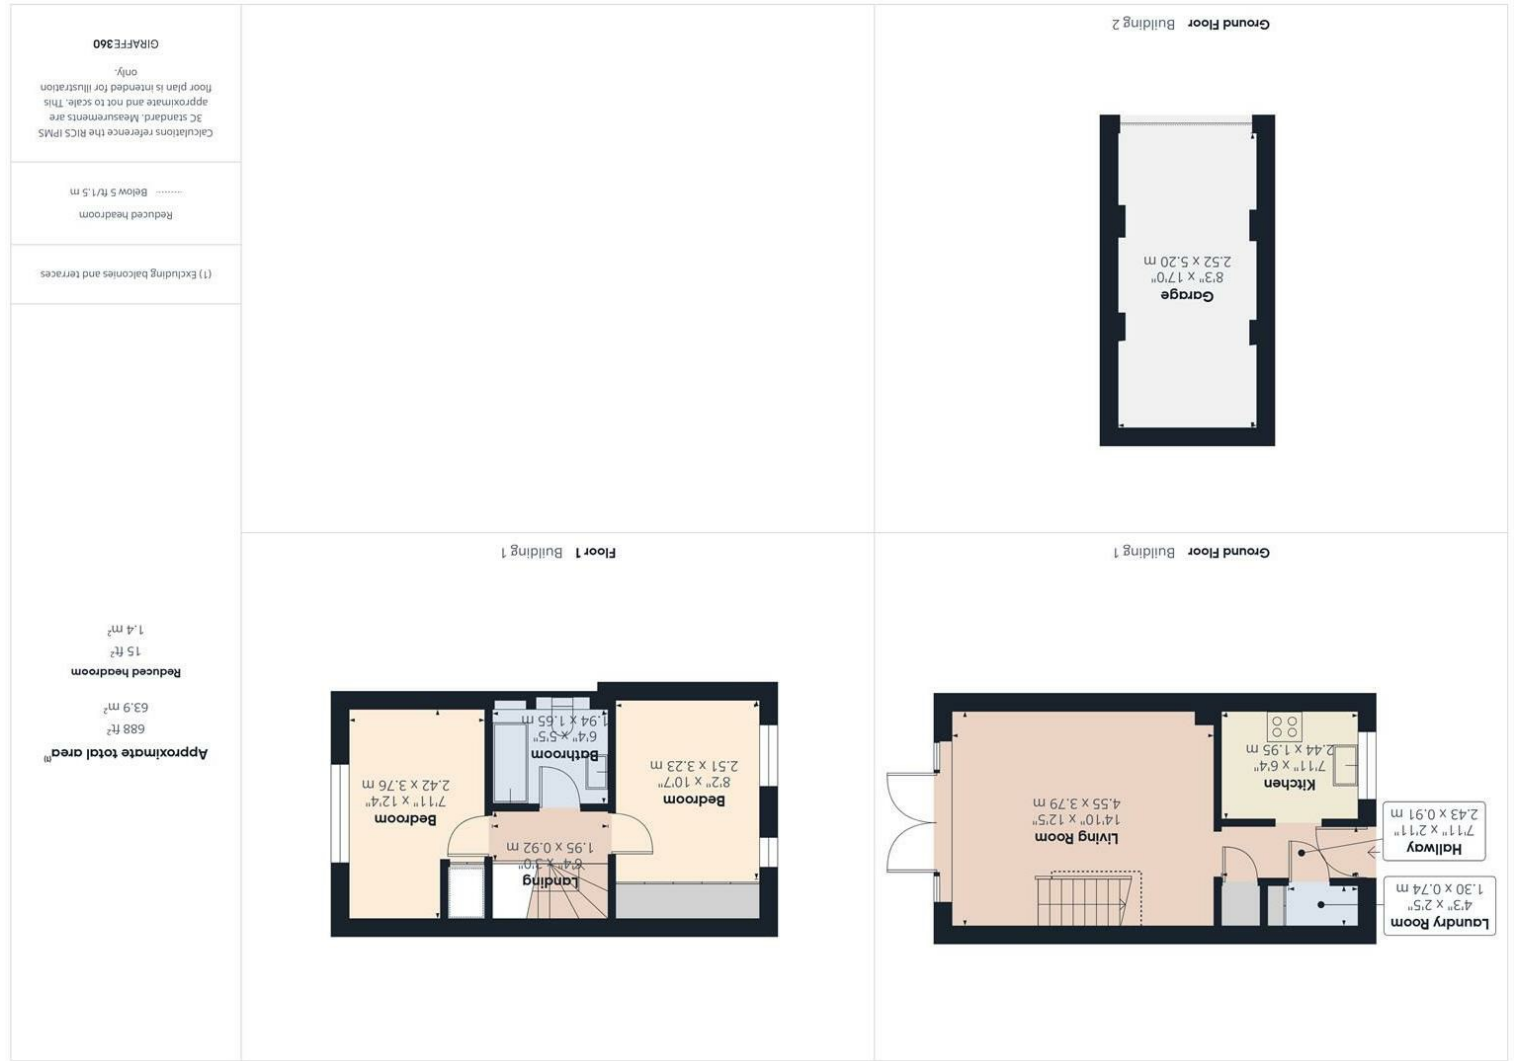 Laundry Room
4'3" x 2'5"
1.30 x 0.74 m
Hallway
7'11" x 2'11"
2.43 x 0.91 m
Living Room
14'10" x 12'5"
4.55 x 3.79 m
Kitchen
7'11" x 6'4"
2.44 x 1.95 m
Ground Floor Building 1
Landing
6'4" x 3'0"
1.95 x 0.92 m
Bedroom
8'2" x 10'7"
2.51 x 3.23 m
Bedroom
7'11" x 12'4"
2.42 x 3.76 m
Bathroom
6'4" x 5'5"
1.94 x 1.65 m
Floor 1 Building 1
Garage
8'3" x 17'0"
2.52 x 5.20 m
Ground Floor Building 2
Approximate total area(1)
688 ft²
63.9 m²
Reduced headroom
15 ft²
1.4 m²
(1) Excluding balconies and terraces
Reduced headroom
Below 5 ft/1.5 m
Calculations reference the RICS IPMS
3C standard. Measurements are
approximate and not to scale. This
floor plan is intended for illustration
only.
GIRAFFE360